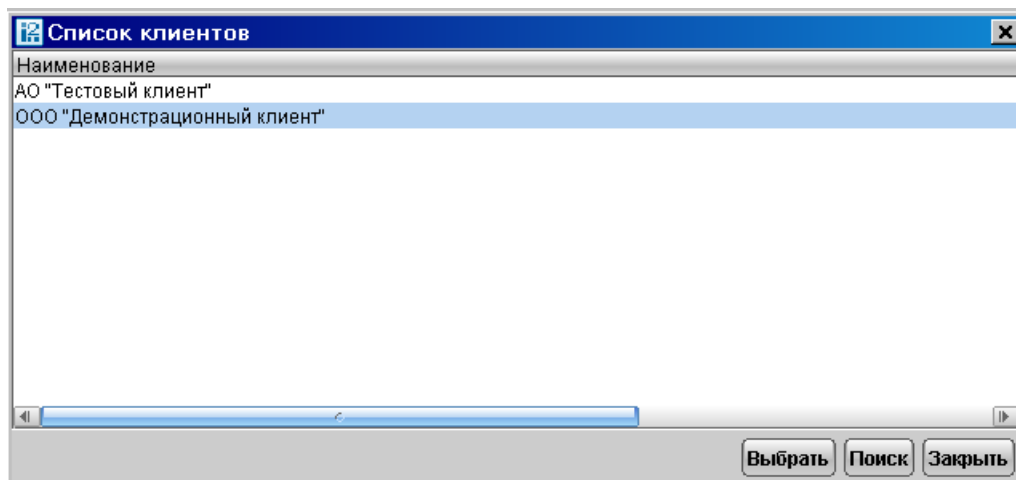 Список клиентов
Наименование
АО "Тестовый клиент"
ООО "Демонстрационный клиент"
Выбрать Поиск Закрыть